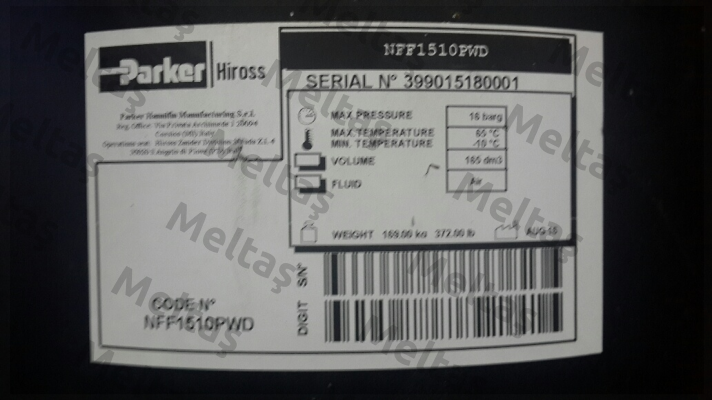 NFF1510PWD
Parker Hiross
SERIAL N° 399015180001
Parker Hannifin Manufacturing S.r.l.
MAX PRESSURE 16 barg
MAX. TEMPERATURE 65 °C
MIN. TEMPERATURE -10 °C
VOLUME 165 dm3
FLUID Air
WEIGHT 169.00 kg 372.00 lb
S/N°
DIGIT
CODE N°
NFF1510PWD
Meltaş